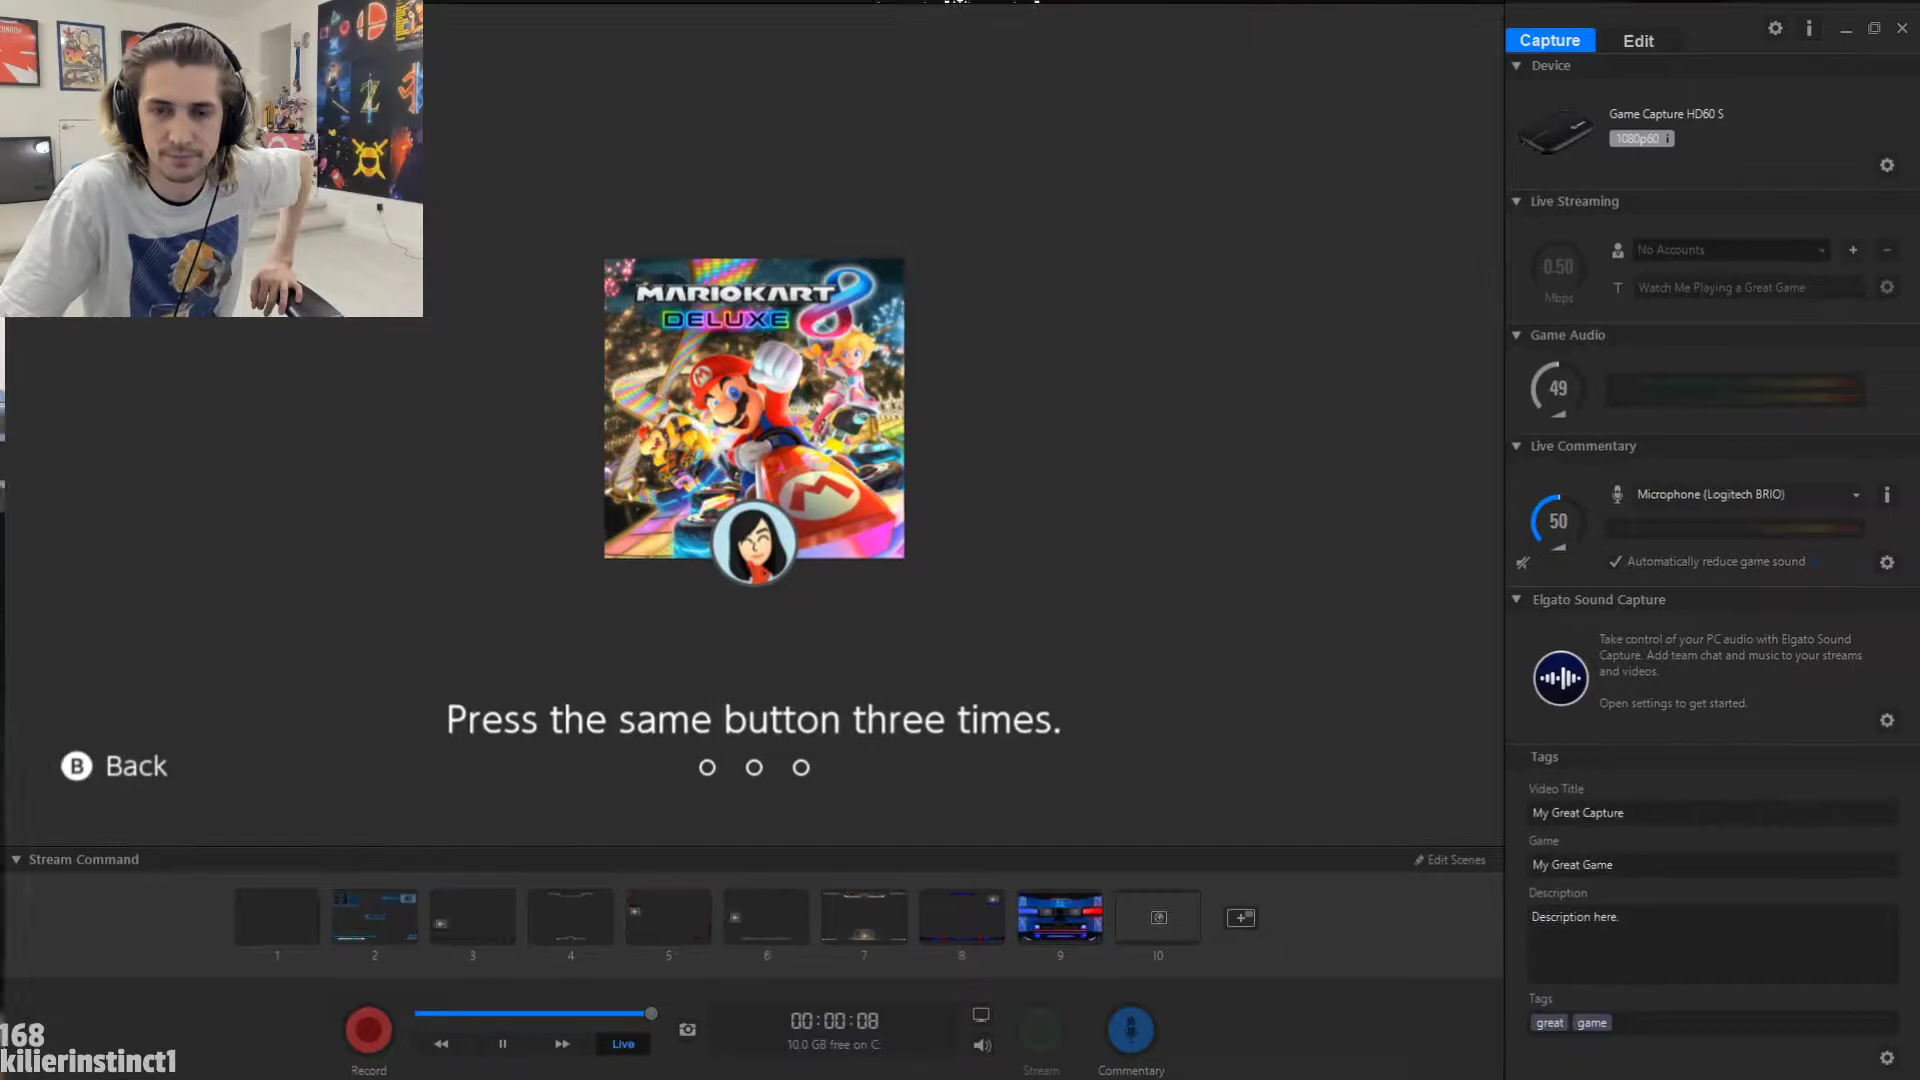 Capture
Edit
Device
Game Capture HD60 S
1080p60 i
Live Streaming
0.50
Mbps
No Accounts
T Watch Me Playing a Great Game
Game Audio
49
Live Commentary
50
Microphone (Logitech BRIO)
Automatically reduce game sound
Elgato Sound Capture
Take control of your PC audio with Elgato Sound
Capture. Add team chat and music to your streams
and videos.
Open settings to get started.
Tags
Video Title
My Great Capture
Game
My Great Game
Description
Description here.
Tags
great game
MARIOKART 8
DELUXE
M
M
Press the same button three times.
B Back
Stream Command
Edit Scenes
1 2 3 4 5 6 7 8 9 10
00:00:08
10.0 GB free on C:
Live
Record
Stream
Commentary
168
killerinstinct1